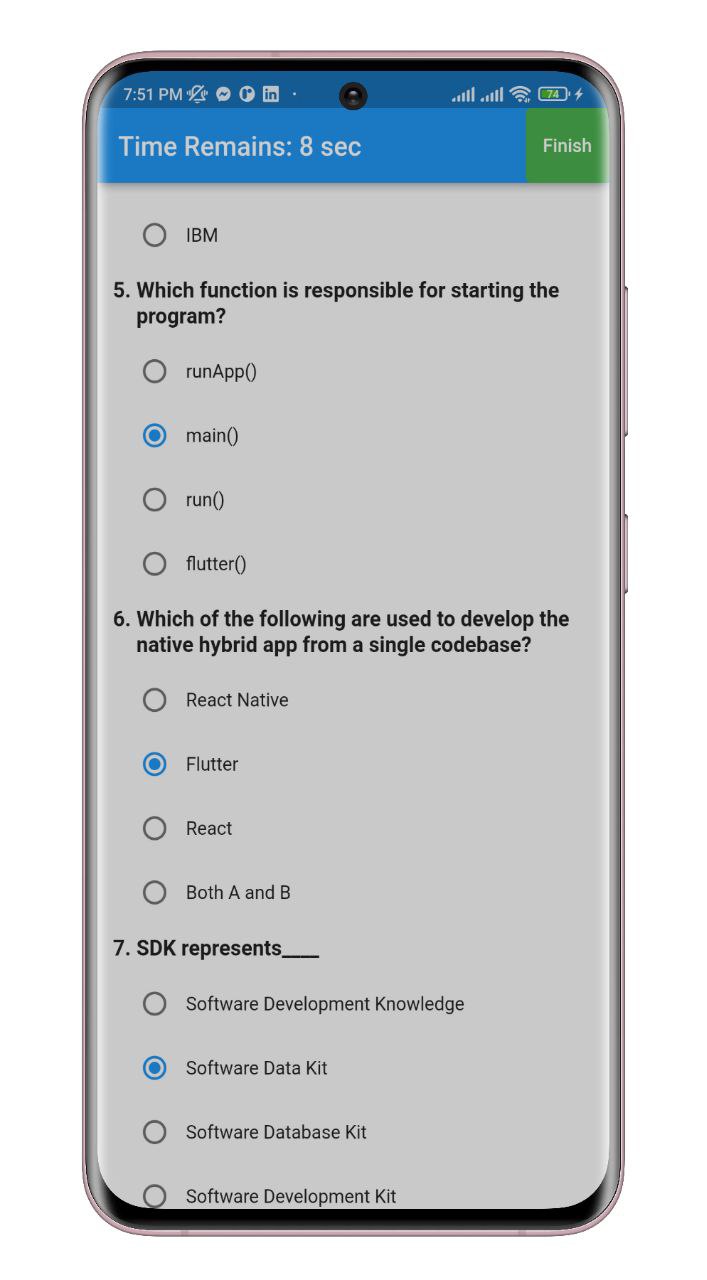 7:51 PM
74
Time Remains: 8 sec
Finish
IBM
5. Which function is responsible for starting the
program?
runApp()
main()
run()
flutter()
6. Which of the following are used to develop the
native hybrid app from a single codebase?
React Native
Flutter
React
Both A and B
7. SDK represents____
Software Development Knowledge
Software Data Kit
Software Database Kit
Software Development Kit